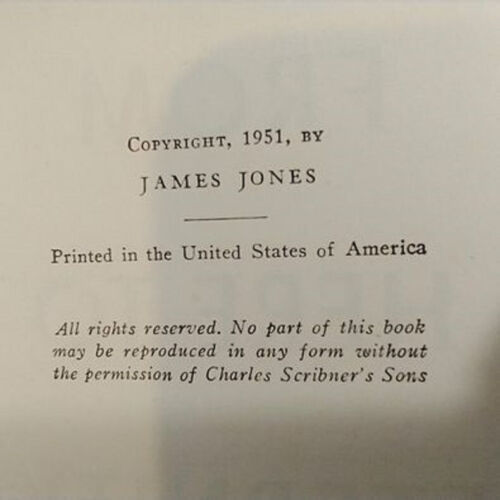 COPYRIGHT, 1951, BY
JAMES JONES
Printed in the United States of America
All rights reserved. No part of this book
may be reproduced in any form without
the permission of Charles Scribner's Sons